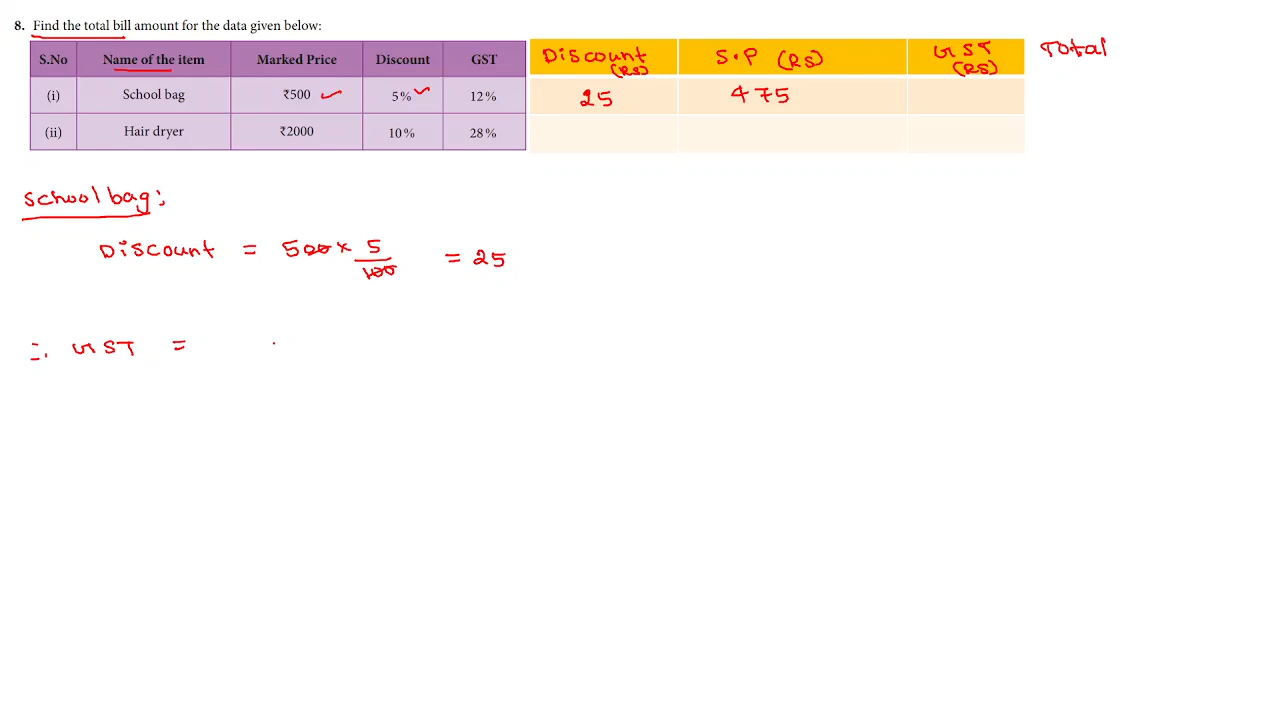 8. Find the total bill amount for the data given below:
S.No Name of the item Marked Price Discount GST Discount (RS) S.P (RS) GST (RS) Total
(i) School bag ₹500 5% 12% 25 475
(ii) Hair dryer ₹2000 10% 28%
School bag:
Discount = 500 × 5/100 = 25
∴ GST =